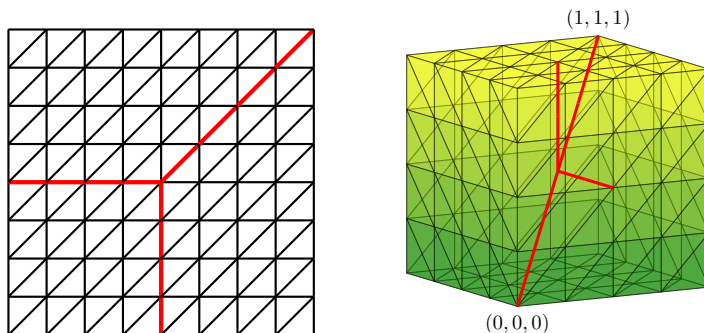 (1, 1, 1)
(0, 0, 0)